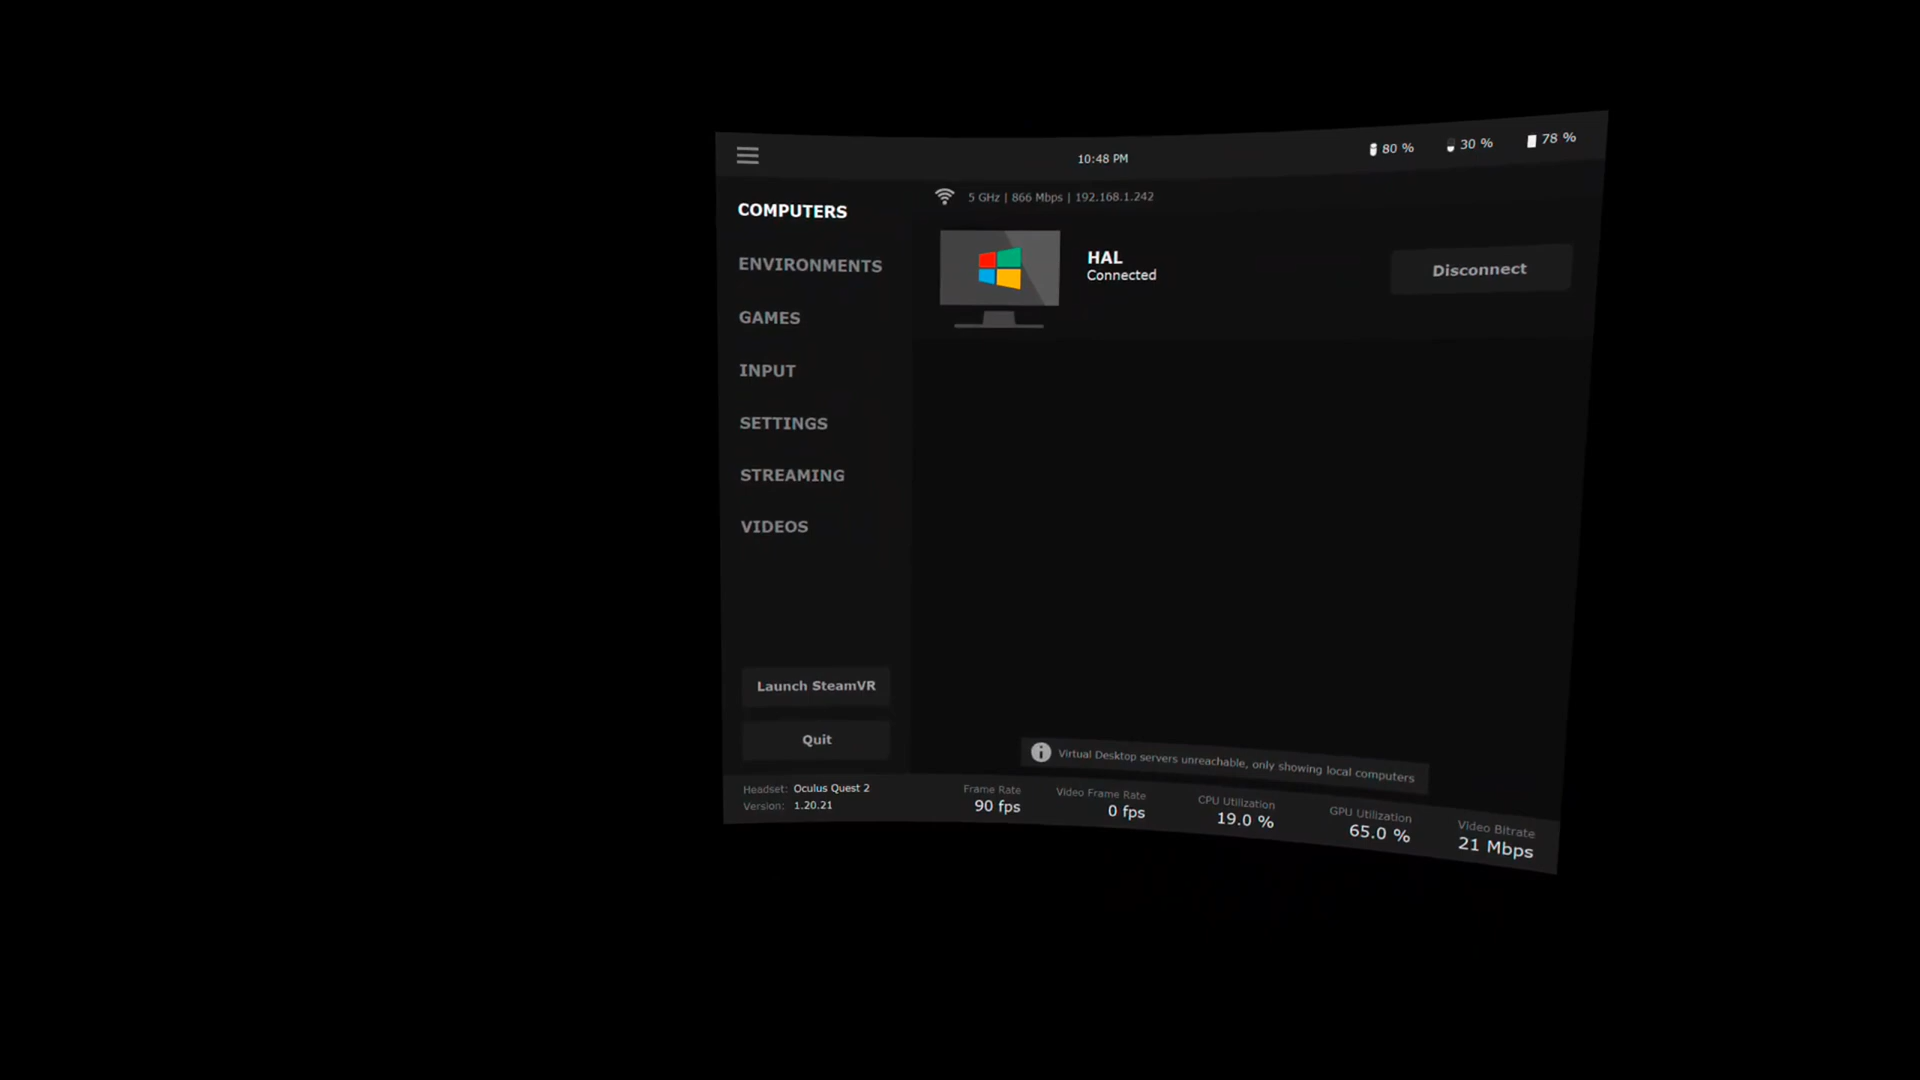 10:48 PM
80 %
30 %
78 %
COMPUTERS
ENVIRONMENTS
GAMES
INPUT
SETTINGS
STREAMING
VIDEOS
Launch SteamVR
Quit
5 GHz | 866 Mbps | 192.168.1.242
HAL
Connected
Disconnect
Virtual Desktop servers unreachable, only showing local computers
Headset: Oculus Quest 2
Version: 1.20.21
Frame Rate
90 fps
Video Frame Rate
0 fps
CPU Utilization
19.0 %
GPU Utilization
65.0 %
Video Bitrate
21 Mbps